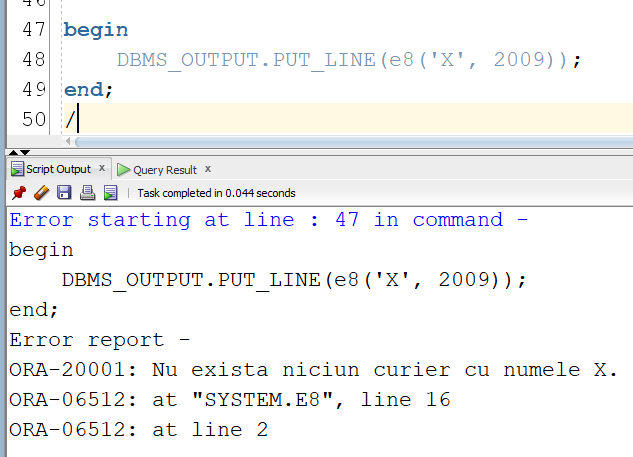 46
47 begin
48     DBMS_OUTPUT.PUT_LINE(e8('X', 2009));
49 end;
50 /
Script Output x Query Result x
Task completed in 0.044 seconds
Error starting at line : 47 in command -
begin
    DBMS_OUTPUT.PUT_LINE(e8('X', 2009));
end;
Error report -
ORA-20001: Nu exista niciun curier cu numele X.
ORA-06512: at "SYSTEM.E8", line 16
ORA-06512: at line 2